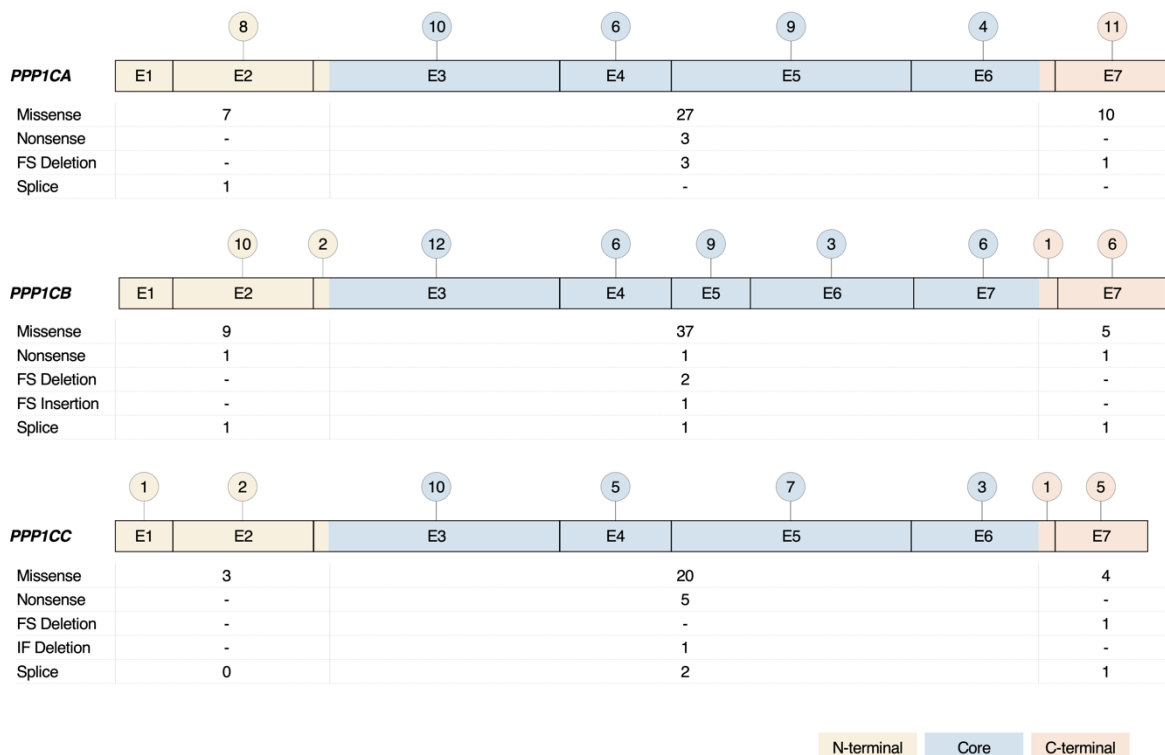 8 10 6 9 4 11
PPP1CA E1 E2 E3 E4 E5 E6 E7
Missense 7 27 10
Nonsense - 3 -
FS Deletion - 3 1
Splice 1 - -
10 2 12 6 9 3 6 1 6
PPP1CB E1 E2 E3 E4 E5 E6 E7 E7
Missense 9 37 5
Nonsense 1 1 1
FS Deletion - 2 -
FS Insertion - 1 -
Splice 1 1 1
1 2 10 5 7 3 1 5
PPP1CC E1 E2 E3 E4 E5 E6 E7
Missense 3 20 4
Nonsense - 5 -
FS Deletion - - 1
IF Deletion - 1 -
Splice 0 2 1
N-terminal Core C-terminal